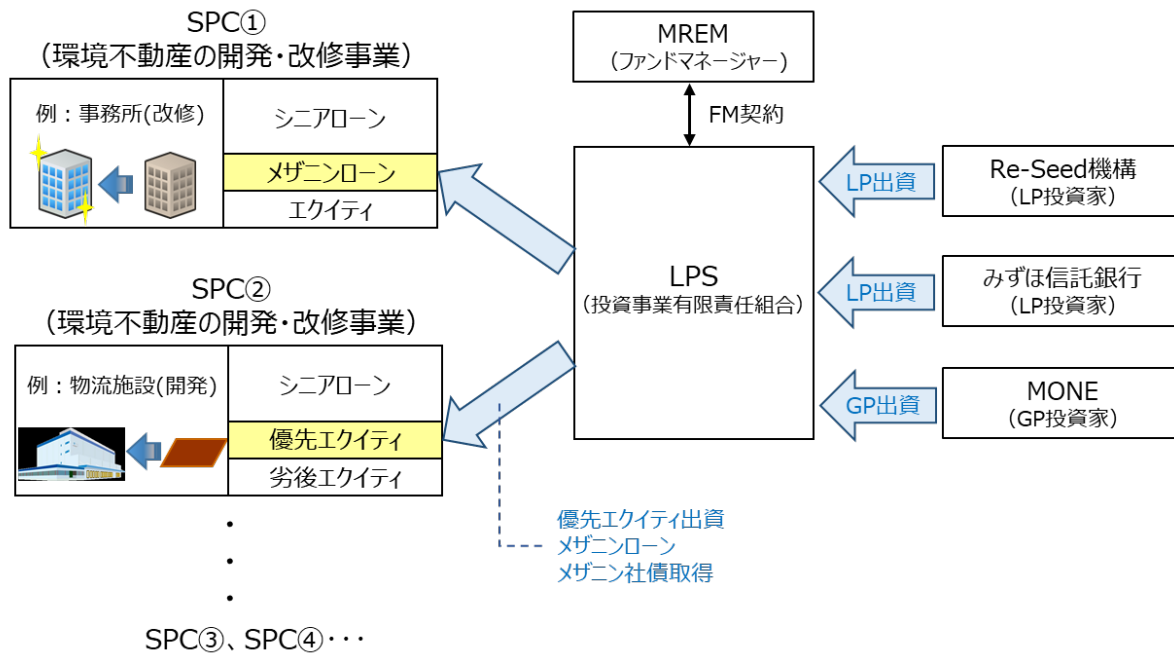 SPC①
（環境不動産の開発・改修事業）
例：事務所(改修)
シニアローン
メザニンローン
エクイティ
SPC②
（環境不動産の開発・改修事業）
例：物流施設(開発)
シニアローン
優先エクイティ
劣後エクイティ
・
・
・
SPC③、SPC④・・・
MREM
（ファンドマネージャー）
FM契約
LPS
（投資事業有限責任組合）
優先エクイティ出資
メザニンローン
メザニン社債取得
LP出資
Re-Seed機構
（LP投資家）
LP出資
みずほ信託銀行
（LP投資家）
GP出資
MONE
（GP投資家）